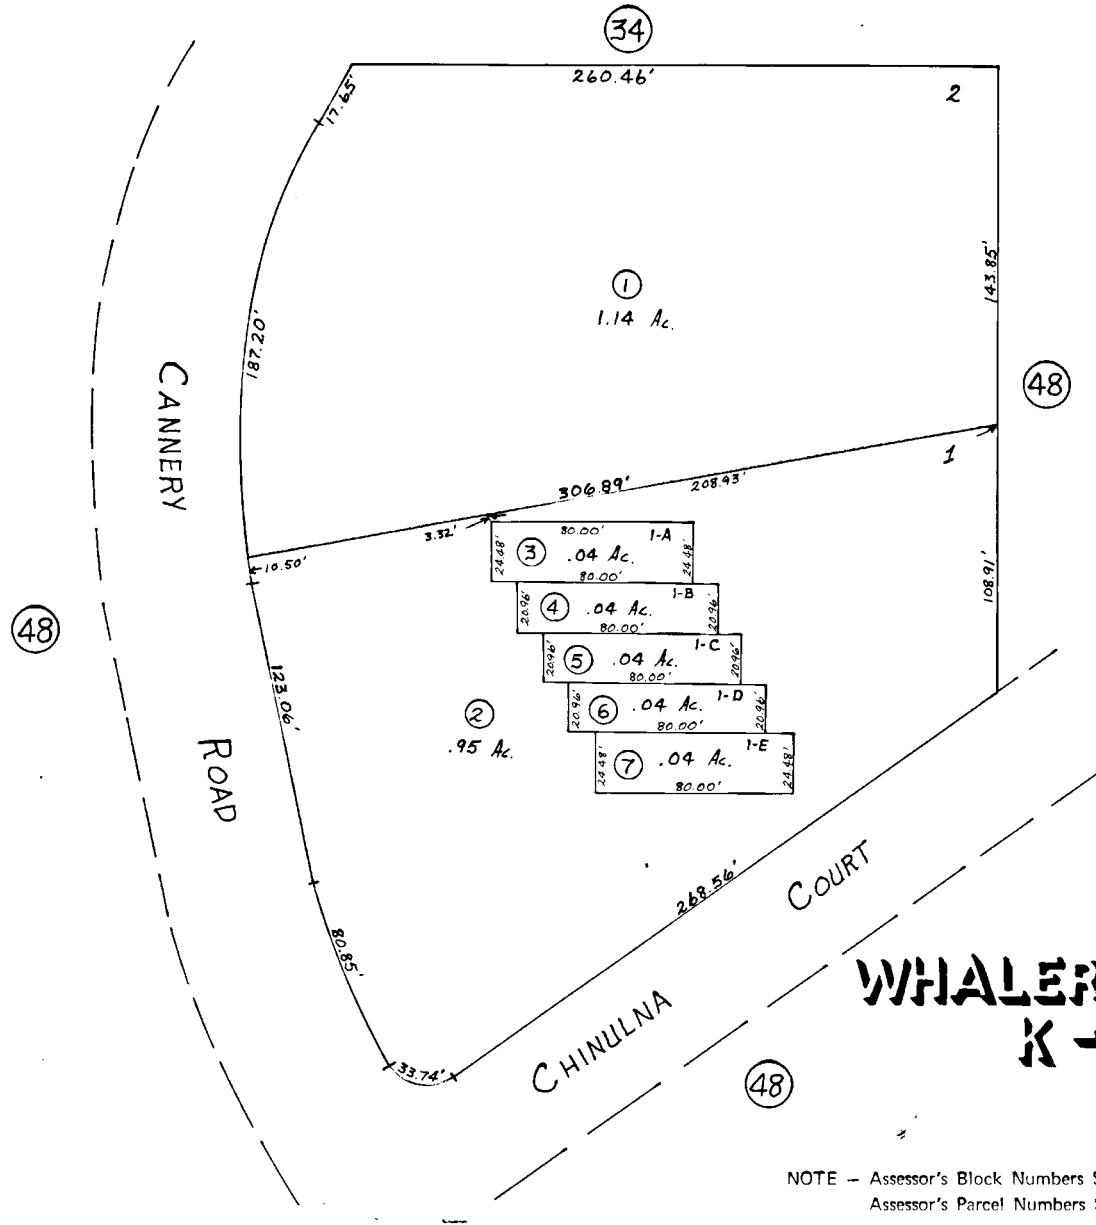 34
260.46'
2
17.65'
143.85'
1
1.14 Ac.
187.20'
CANNERY
48
1
306.89'
208.93'
3.32'
10.50'
80.00'
1-A
24.48'
3
.04 Ac.
24.48'
80.00'
1-B
20.96'
4
.04 Ac.
20.96'
80.00'
108.91'
48
1-C
20.96'
5
.04 Ac.
20.96'
80.00'
1-D
20.96'
6
.04 Ac.
20.96'
80.00'
1-E
24.48'
7
.04 Ac.
24.48'
80.00'
123.06'
2
.95 Ac.
ROAD
268.56'
80.85'
33.74'
CHINULNA COURT
WHALER
K -
48
NOTE - Assessor's Block Numbers S
Assessor's Parcel Numbers S